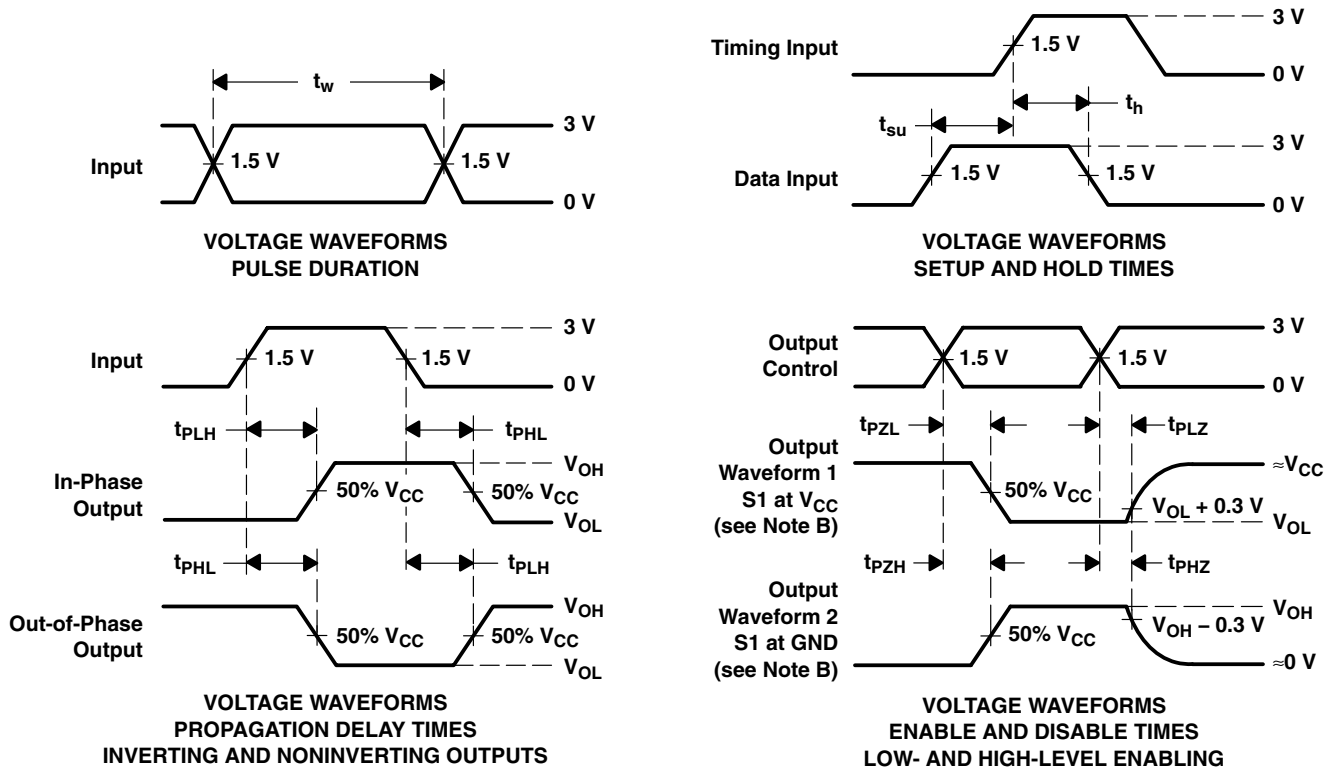 t_w
3 V
Input
1.5 V
1.5 V
0 V
VOLTAGE WAVEFORMS
PULSE DURATION
3 V
Timing Input
1.5 V
0 V
t_h
t_su
3 V
Data Input
1.5 V
1.5 V
0 V
VOLTAGE WAVEFORMS
SETUP AND HOLD TIMES
3 V
Input
1.5 V
1.5 V
0 V
t_PLH
t_PHL
V_OH
In-Phase
Output
50% V_CC
50% V_CC
V_OL
t_PHL
t_PLH
V_OH
Out-of-Phase
Output
50% V_CC
50% V_CC
V_OL
VOLTAGE WAVEFORMS
PROPAGATION DELAY TIMES
INVERTING AND NONINVERTING OUTPUTS
3 V
Output
Control
1.5 V
1.5 V
0 V
t_PZL
t_PLZ
Output
Waveform 1
S1 at V_CC
(see Note B)
50% V_CC
≈V_CC
V_OL + 0.3 V
V_OL
t_PZH
t_PHZ
Output
Waveform 2
S1 at GND
(see Note B)
50% V_CC
V_OH
V_OH − 0.3 V
≈0 V
VOLTAGE WAVEFORMS
ENABLE AND DISABLE TIMES
LOW- AND HIGH-LEVEL ENABLING